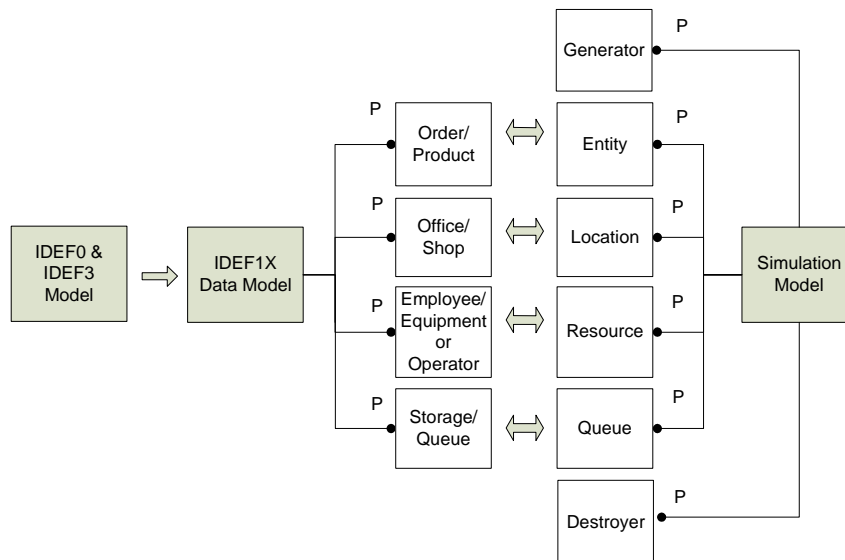 Generator
P
P
Order/
Product
Entity
P
P
Office/
Shop
Location
P
IDEF0 &
IDEF3
Model
IDEF1X
Data Model
Simulation
Model
P
Employee/
Equipment
or
Operator
Resource
P
P
Storage/
Queue
Queue
P
Destroyer
P